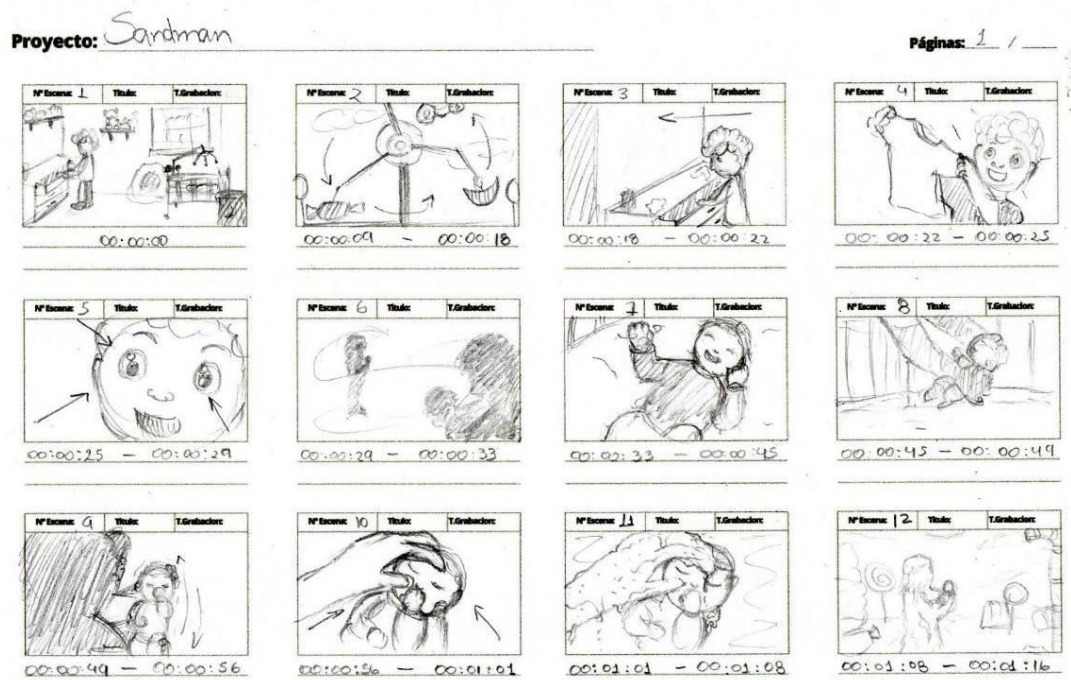 Proyecto: Sandman
Páginas: 1 /
Nº Escena: 1 Titulo: T.Grabacion:
00:00:00
Nº Escena: 2 Titulo: T.Grabacion:
00:00:09 - 00:00:18
Nº Escena: 3 Titulo: T.Grabacion:
00:00:18 - 00:00:22
Nº Escena: 4 Titulo: T.Grabacion:
00:00:22 - 00:00:25
Nº Escena: 5 Titulo: T.Grabacion:
00:00:25 - 00:00:29
Nº Escena: 6 Titulo: T.Grabacion:
00:00:29 - 00:00:33
Nº Escena: 7 Titulo: T.Grabacion:
00:00:33 - 00:00:45
Nº Escena: 8 Titulo: T.Grabacion:
00:00:45 - 00:00:49
Nº Escena: 9 Titulo: T.Grabacion:
00:00:49 - 00:00:56
Nº Escena: 10 Titulo: T.Grabacion:
00:00:56 - 00:01:01
Nº Escena: 11 Titulo: T.Grabacion:
00:01:01 - 00:01:08
Nº Escena: 12 Titulo: T.Grabacion:
00:01:08 - 00:01:16